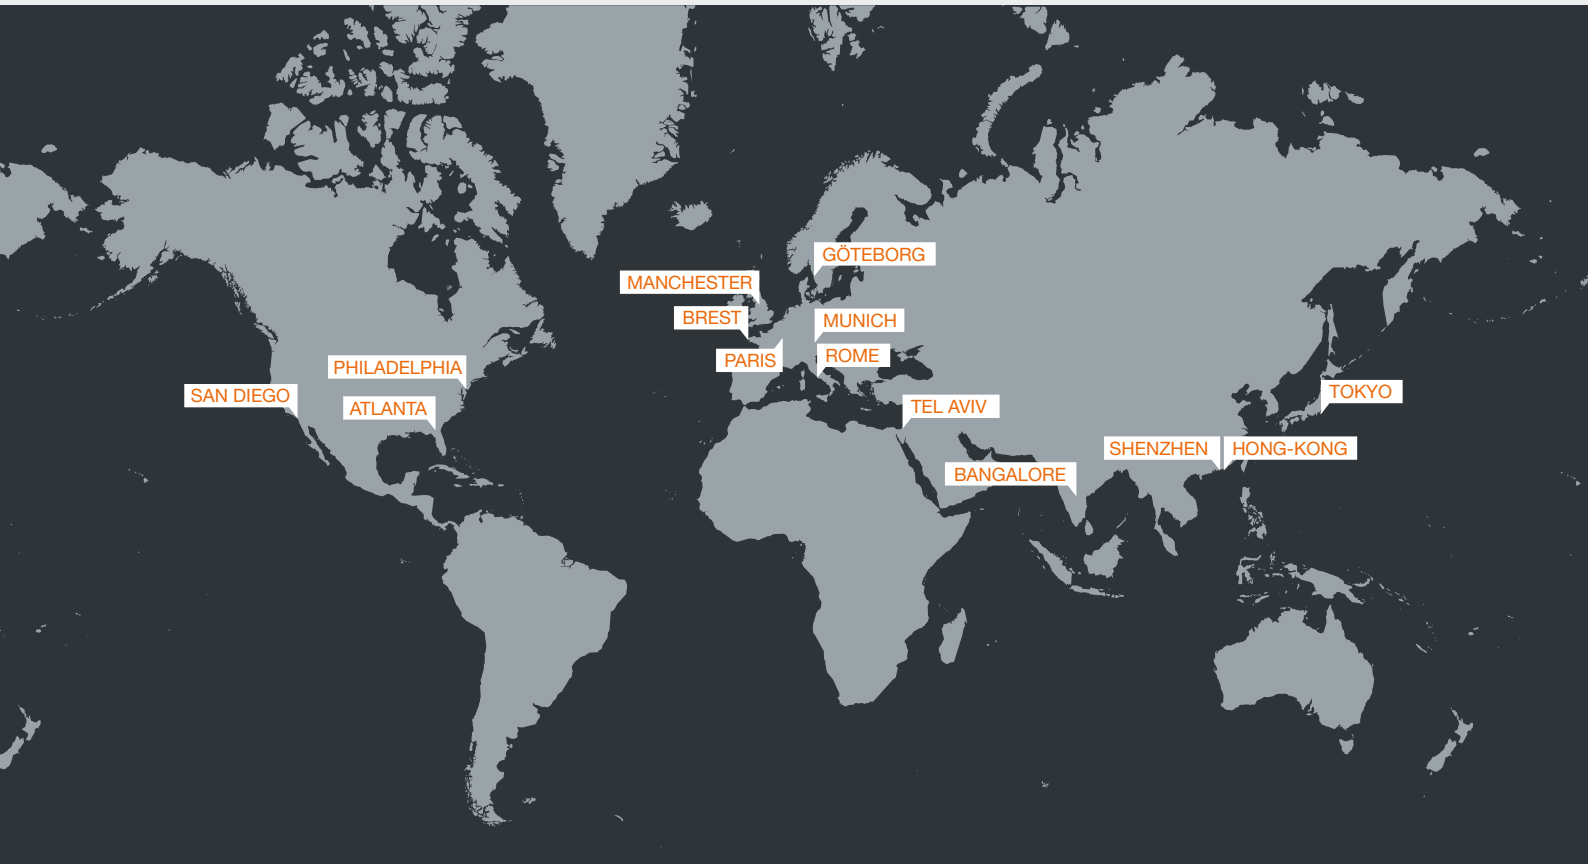 GÖTEBORG
MANCHESTER
BREST
MUNICH
PARIS
ROME
PHILADELPHIA
SAN DIEGO
ATLANTA
TEL AVIV
TOKYO
SHENZHEN
HONG-KONG
BANGALORE